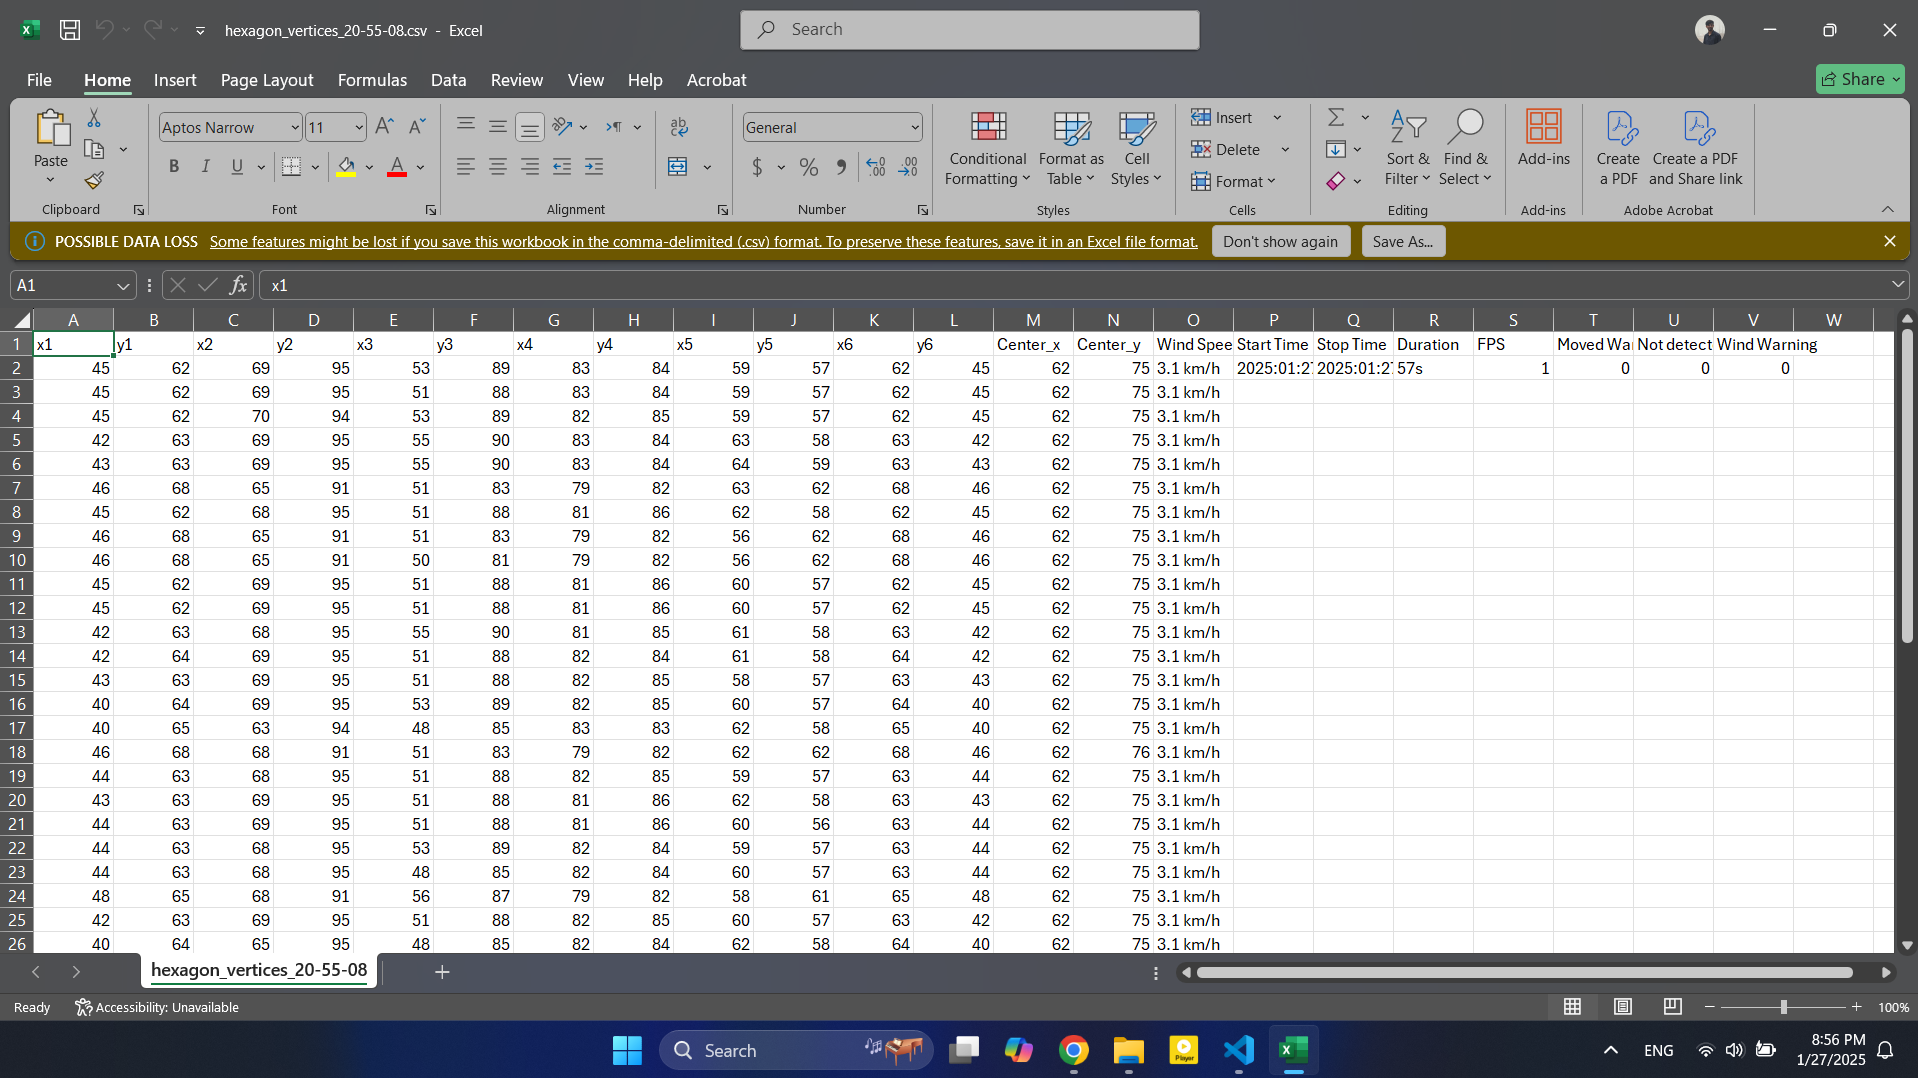 hexagon_vertices_20-55-08.csv - Excel
Search
File Home Insert Page Layout Formulas Data Review View Help Acrobat
Share
Paste
Clipboard
Aptos Narrow 11
B I U
Font
Alignment
General
Number
Conditional Formatting
Format as Table
Cell Styles
Styles
Insert
Delete
Format
Cells
Sort & Filter
Find & Select
Editing
Add-ins
Add-ins
Create a PDF
Create a PDF and Share link
Adobe Acrobat
POSSIBLE DATA LOSS Some features might be lost if you save this workbook in the comma-delimited (.csv) format. To preserve these features, save it in an Excel file format. Don't show again Save As...
A1 fx x1
A B C D E F G H I J K L M N O P Q R S T U V W
1 x1 y1 x2 y2 x3 y3 x4 y4 x5 y5 x6 y6 Center_x Center_y Wind Spee Start Time Stop Time Duration FPS Moved Wa Not detect Wind Warning
2 45 62 69 95 53 89 83 84 59 57 62 45 62 75 3.1 km/h 2025:01:27 2025:01:27 57s 1 0 0 0
3 45 62 69 95 51 88 83 84 59 57 62 45 62 75 3.1 km/h
4 45 62 70 94 53 89 82 85 59 57 62 45 62 75 3.1 km/h
5 42 63 69 95 55 90 83 84 63 58 63 42 62 75 3.1 km/h
6 43 63 69 95 55 90 83 84 64 59 63 43 62 75 3.1 km/h
7 46 68 65 91 51 83 79 82 63 62 68 46 62 75 3.1 km/h
8 45 62 68 95 51 88 81 86 62 58 62 45 62 75 3.1 km/h
9 46 68 65 91 51 83 79 82 56 62 68 46 62 75 3.1 km/h
10 46 68 65 91 50 81 79 82 56 62 68 46 62 75 3.1 km/h
11 45 62 69 95 51 88 81 86 60 57 62 45 62 75 3.1 km/h
12 45 62 69 95 51 88 81 86 60 57 62 45 62 75 3.1 km/h
13 42 63 68 95 55 90 81 85 61 58 63 42 62 75 3.1 km/h
14 42 64 69 95 51 88 82 84 61 58 64 42 62 75 3.1 km/h
15 43 63 69 95 51 88 82 85 58 57 63 43 62 75 3.1 km/h
16 40 64 69 95 53 89 82 85 60 57 64 40 62 75 3.1 km/h
17 40 65 63 94 48 85 83 83 62 58 65 40 62 75 3.1 km/h
18 46 68 68 91 51 83 79 82 62 62 68 46 62 76 3.1 km/h
19 44 63 68 95 51 88 82 85 59 57 63 44 62 75 3.1 km/h
20 43 63 69 95 51 88 81 86 62 58 63 43 62 75 3.1 km/h
21 44 63 69 95 51 88 81 86 60 56 63 44 62 75 3.1 km/h
22 44 63 68 95 53 89 82 84 59 57 63 44 62 75 3.1 km/h
23 44 63 68 95 48 85 82 84 60 57 63 44 62 75 3.1 km/h
24 48 65 68 91 56 87 79 82 58 61 65 48 62 75 3.1 km/h
25 42 63 69 95 51 88 82 85 60 57 63 42 62 75 3.1 km/h
26 40 64 65 95 48 85 82 84 62 58 64 40 62 75 3.1 km/h
hexagon_vertices_20-55-08
Ready Accessibility: Unavailable 100%
Search
Player
ENG
8:56 PM
1/27/2025